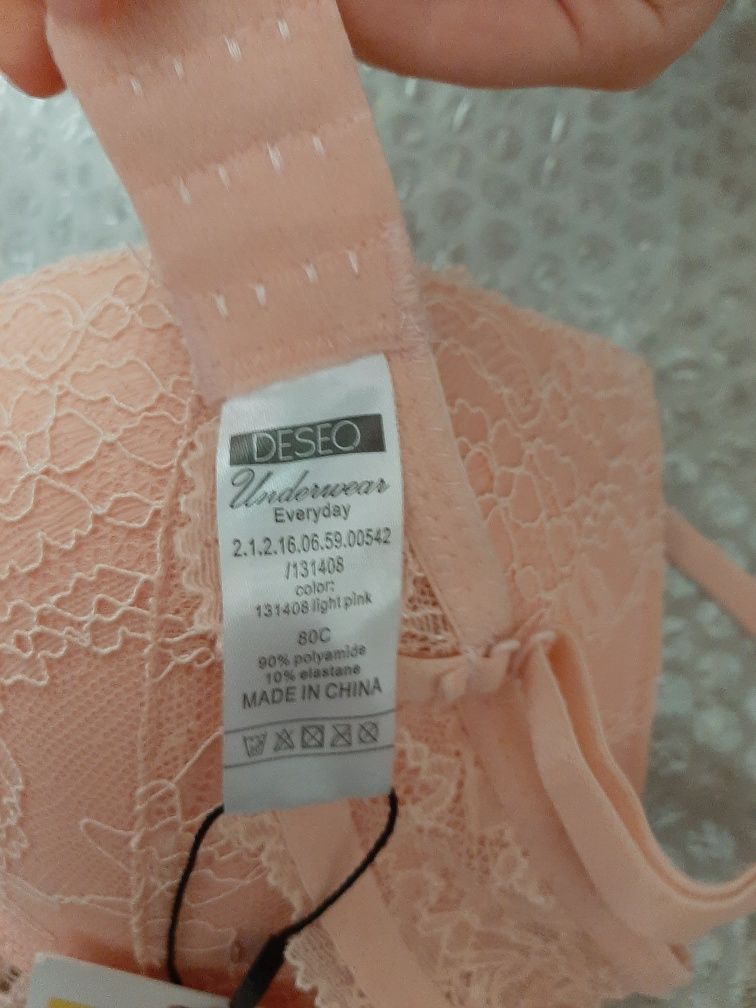 DESEO
Underwear
Everyday
2.1.2.16.06.59.00542
/131408
color:
131408 light pink
80C
90% polyamide
10% elastane
MADE IN CHINA